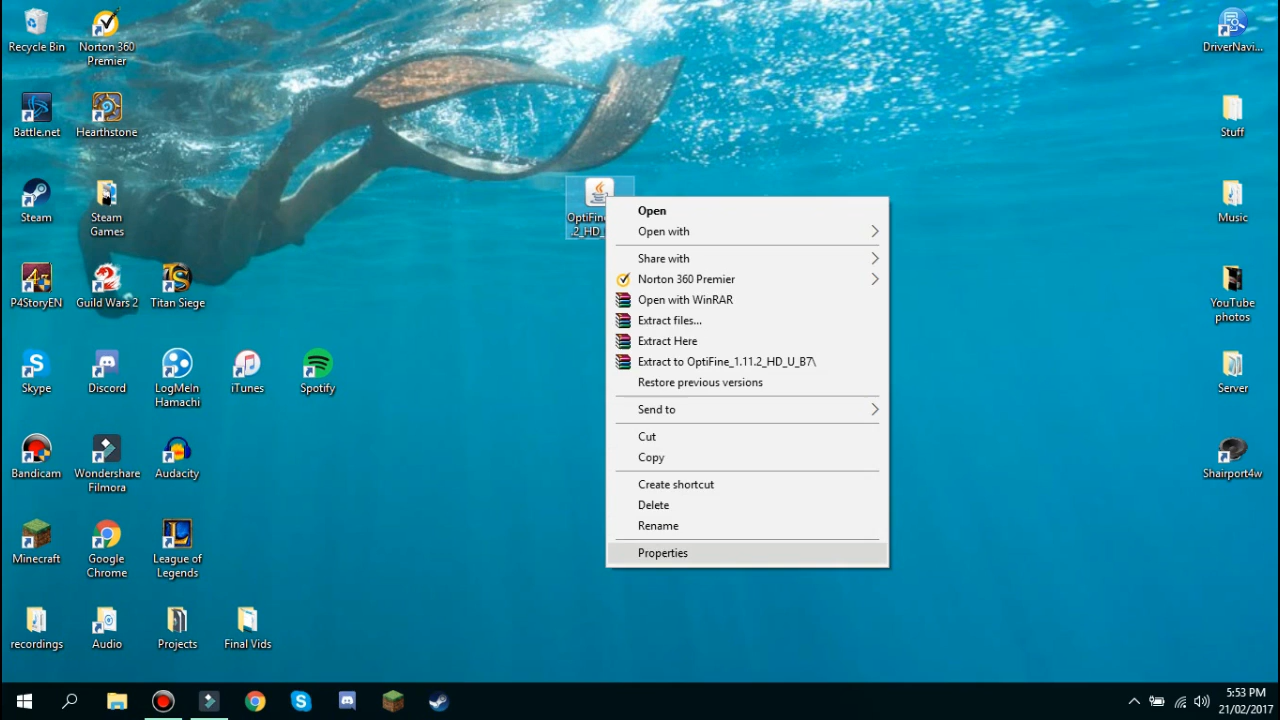 Recycle Bin
Norton 360 Premier
Battle.net
Hearthstone
Steam
Steam Games
P4StoryEN
Guild Wars 2
Titan Siege
Skype
Discord
LogMeIn Hamachi
iTunes
Spotify
Bandicam
Wondershare Filmora
Audacity
Minecraft
Google Chrome
League of Legends
recordings
Audio
Projects
Final Vids
OptiFin
.2_HD_
Open
Open with
Share with
Norton 360 Premier
Open with WinRAR
Extract files...
Extract Here
Extract to OptiFine_1.11.2_HD_U_B7\
Restore previous versions
Send to
Cut
Copy
Create shortcut
Delete
Rename
Properties
DriverNavi...
Stuff
Music
YouTube photos
Server
Shairport4w
5:53 PM
21/02/2017